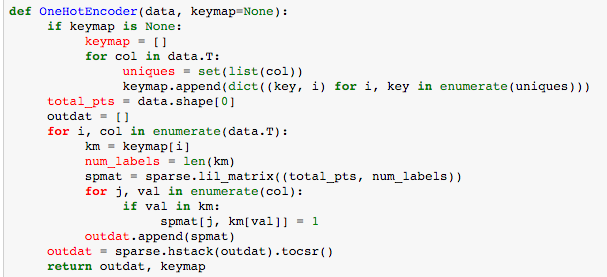 def OneHotEncoder(data, keymap=None):
     if keymap is None:
          keymap = []
          for col in data.T:
               uniques = set(list(col))
               keymap.append(dict((key, i) for i, key in enumerate(uniques)))
     total_pts = data.shape[0]
     outdat = []
     for i, col in enumerate(data.T):
          km = keymap[i]
          num_labels = len(km)
          spmat = sparse.lil_matrix((total_pts, num_labels))
          for j, val in enumerate(col):
               if val in km:
                    spmat[j, km[val]] = 1
          outdat.append(spmat)
     outdat = sparse.hstack(outdat).tocsr()
     return outdat, keymap